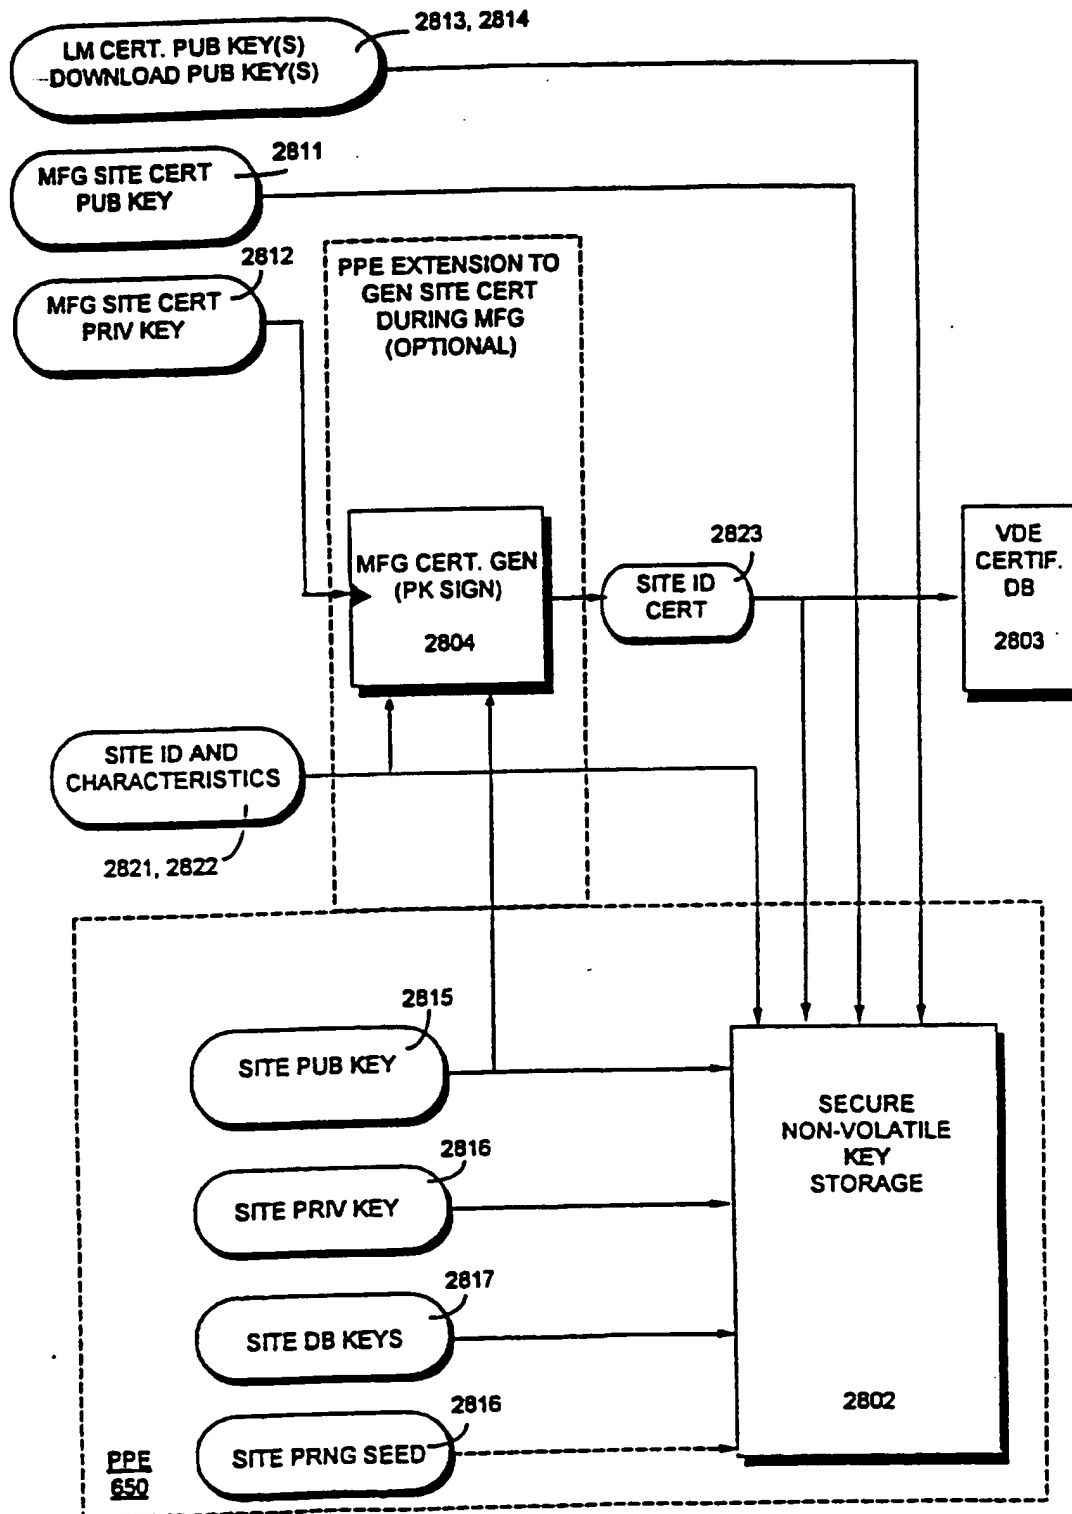 2813, 2814
LM CERT. PUB KEY(S)
DOWNLOAD PUB KEY(S)
2811
MFG SITE CERT
PUB KEY
2812
MFG SITE CERT
PRIV KEY
PPE EXTENSION TO
GEN SITE CERT
DURING MFG
(OPTIONAL)
MFG CERT. GEN
(PK SIGN)
2804
2823
SITE ID
CERT
VDE
CERTIF.
DB
2803
SITE ID AND
CHARACTERISTICS
2821, 2822
2815
SITE PUB KEY
2816
SITE PRIV KEY
2817
SITE DB KEYS
2816
SITE PRNG SEED
SECURE
NON-VOLATILE
KEY
STORAGE
2802
PPE
650